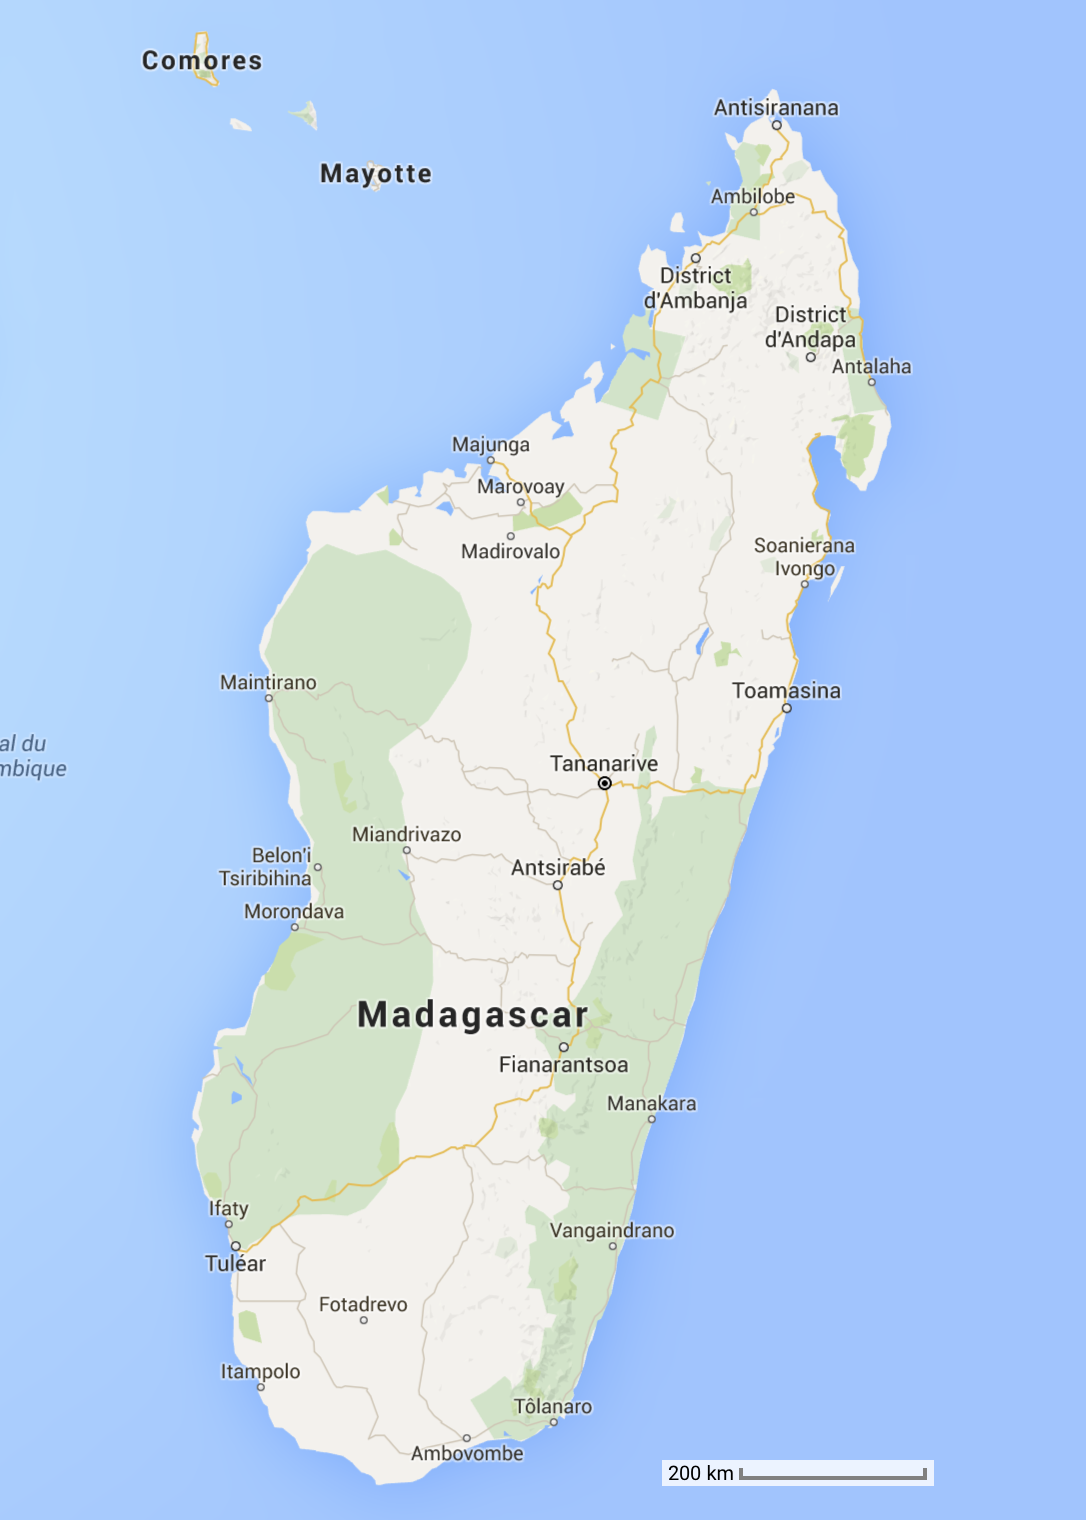 Comores
Antisiranana
Mayotte
Ambilobe
District
d'Ambanja
District
d'Andapa
Antalaha
Majunga
Marovoay
Soanierana
Ivongo
Madirovalo
Maintirano
Toamasina
al du
mbique
Tananarive
Miandrivazo
Belon'i
Tsiribihina
Antsirabé
Morondava
Madagascar
Fianarantsoa
Manakara
Ifaty
Vangaindrano
Tuléar
Fotadrevo
Itampolo
Tôlanaro
Ambovombe
200 km